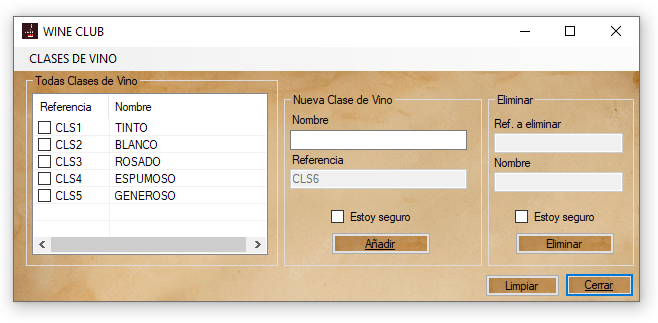 WINE CLUB
CLASES DE VINO
Todas Clases de Vino
Referencia Nombre
CLS1 TINTO
CLS2 BLANCO
CLS3 ROSADO
CLS4 ESPUMOSO
CLS5 GENEROSO
Nueva Clase de Vino
Nombre
Referencia
CLS6
Estoy seguro
Añadir
Eliminar
Ref. a eliminar
Nombre
Estoy seguro
Eliminar
Limpiar
Cerrar